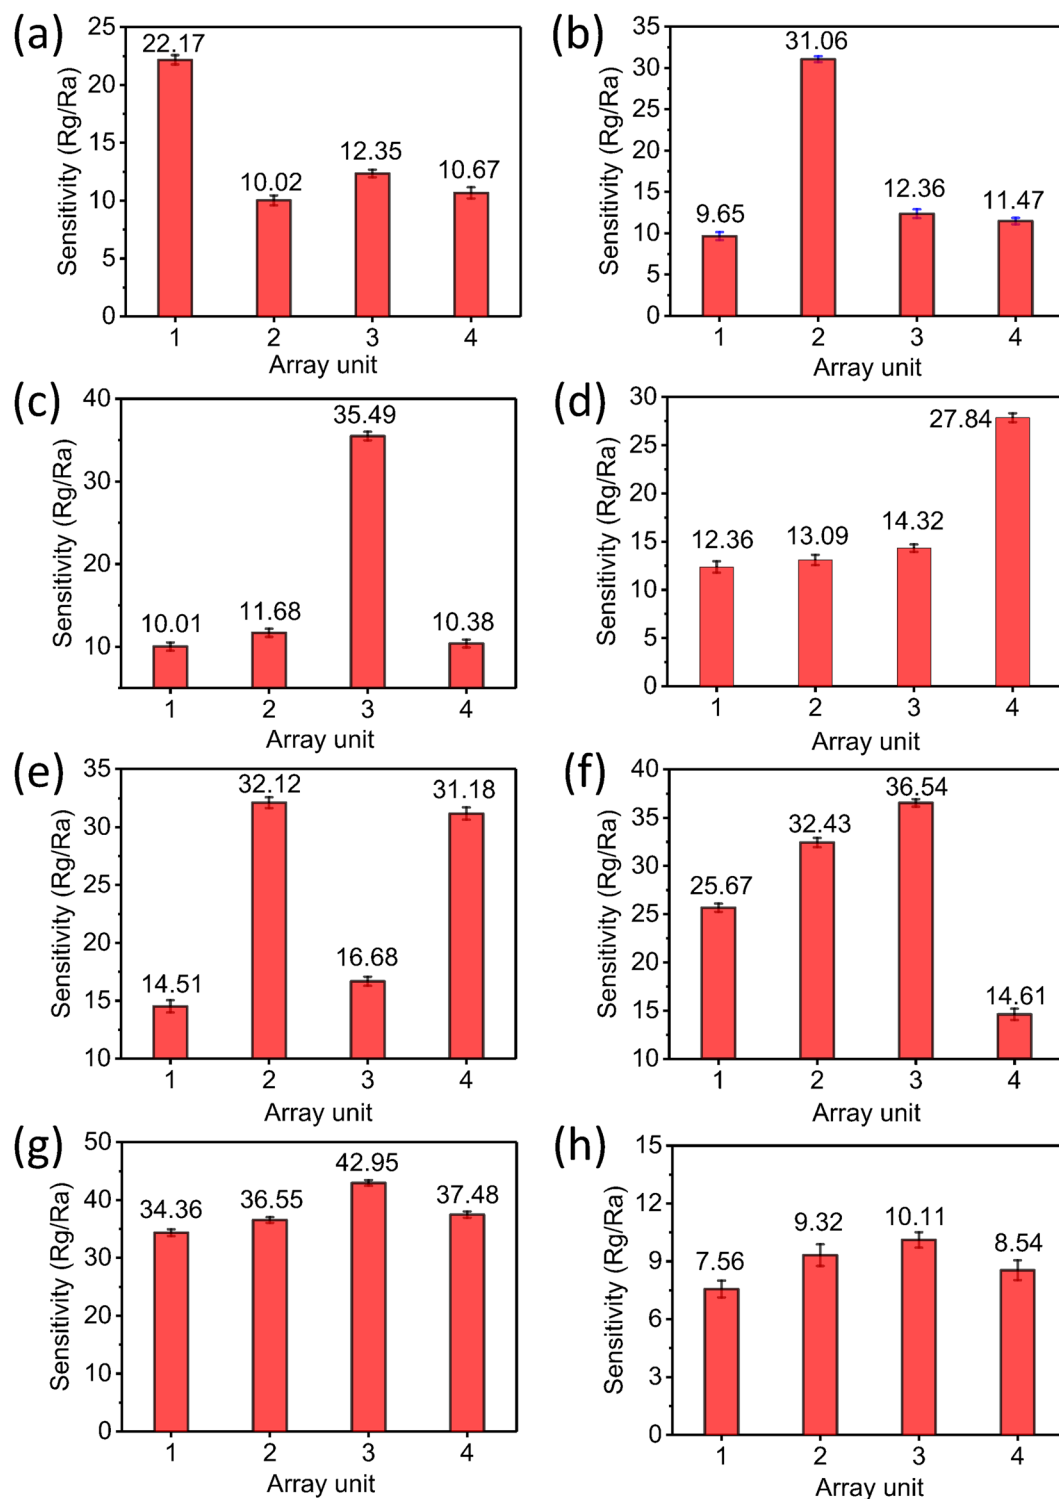 (a)
Sensitivity (Rg/Ra)
25
20
15
10
5
0
22.17
10.02
12.35
10.67
1 2 3 4
Array unit
(b)
Sensitivity (Rg/Ra)
35
30
25
20
15
10
5
0
9.65
31.06
12.36
11.47
1 2 3 4
Array unit
(c)
Sensitivity (Rg/Ra)
40
30
20
10
10.01
11.68
35.49
10.38
1 2 3 4
Array unit
(d)
Sensitivity (Rg/Ra)
30
25
20
15
10
5
0
12.36
13.09
14.32
27.84
1 2 3 4
Array unit
(e)
Sensitivity (Rg/Ra)
35
30
25
20
15
10
14.51
32.12
16.68
31.18
1 2 3 4
Array unit
(f)
Sensitivity (Rg/Ra)
40
35
30
25
20
15
10
25.67
32.43
36.54
14.61
1 2 3 4
Array unit
(g)
Sensitivity (Rg/Ra)
50
40
30
20
10
0
34.36
36.55
42.95
37.48
1 2 3 4
Array unit
(h)
Sensitivity (Rg/Ra)
15
12
9
6
3
0
7.56
9.32
10.11
8.54
1 2 3 4
Array unit